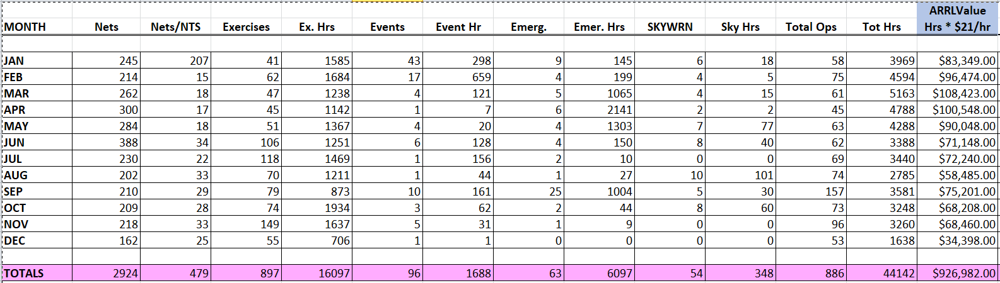 ARRLValue
MONTH Nets Nets/NTS Exercises Ex. Hrs Events Event Hr Emerg. Emer. Hrs SKYWRN Sky Hrs Total Ops Tot Hrs Hrs * $21/hr
JAN 245 207 41 1585 43 298 9 145 6 18 58 3969 $83,349.00
FEB 214 15 62 1684 17 659 4 199 4 5 75 4594 $96,474.00
MAR 262 18 47 1238 4 121 5 1065 4 15 61 5163 $108,423.00
APR 300 17 45 1142 1 7 6 2141 2 2 45 4788 $100,548.00
MAY 284 18 51 1367 4 20 4 1303 7 77 63 4288 $90,048.00
JUN 388 34 106 1251 6 128 4 150 8 40 62 3388 $71,148.00
JUL 230 22 118 1469 1 156 2 10 0 0 69 3440 $72,240.00
AUG 202 33 70 1211 1 44 1 27 10 101 74 2785 $58,485.00
SEP 210 29 79 873 10 161 25 1004 5 30 157 3581 $75,201.00
OCT 209 28 74 1934 3 62 2 44 8 60 73 3248 $68,208.00
NOV 218 33 149 1637 5 31 1 9 0 0 96 3260 $68,460.00
DEC 162 25 55 706 1 1 0 0 0 0 53 1638 $34,398.00
TOTALS 2924 479 897 16097 96 1688 63 6097 54 348 886 44142 $926,982.00